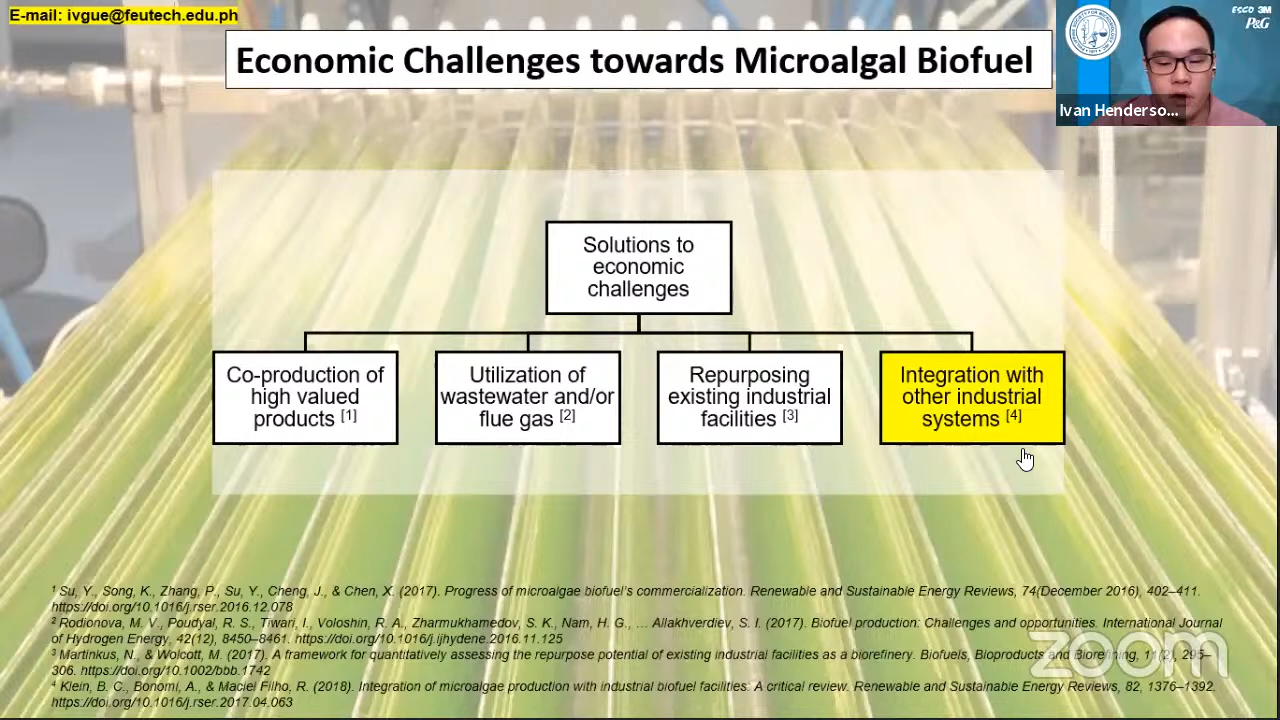 E-mail: ivgue@feutech.edu.ph
ESCO 3M
P&G
Economic Challenges towards Microalgal Biofuel
Ivan Henderso...
Solutions to
economic
challenges
Co-production of
high valued
products [1]
Utilization of
wastewater and/or
flue gas [2]
Repurposing
existing industrial
facilities [3]
Integration with
other industrial
systems [4]
1 Su, Y., Song, K., Zhang, P., Su, Y., Cheng, J., & Chen, X. (2017). Progress of microalgae biofuel's commercialization. Renewable and Sustainable Energy Reviews, 74(December 2016), 402–411.
https://doi.org/10.1016/j.rser.2016.12.078
2 Rodionova, M. V., Poudyal, R. S., Tiwari, I., Voloshin, R. A., Zharmukhamedov, S. K., Nam, H. G., … Allakhverdiev, S. I. (2017). Biofuel production: Challenges and opportunities. International Journal
of Hydrogen Energy, 42(12), 8450–8461. https://doi.org/10.1016/j.ijhydene.2016.11.125
3 Martinkus, N., & Wolcott, M. (2017). A framework for quantitatively assessing the repurpose potential of existing industrial facilities as a biorefinery. Biofuels, Bioproducts and Biorefining, 11(2), 295–
306. https://doi.org/10.1002/bbb.1742
4 Klein, B. C., Bonomi, A., & Maciel Filho, R. (2018). Integration of microalgae production with industrial biofuel facilities: A critical review. Renewable and Sustainable Energy Reviews, 82, 1376–1392.
https://doi.org/10.1016/j.rser.2017.04.063
zoom